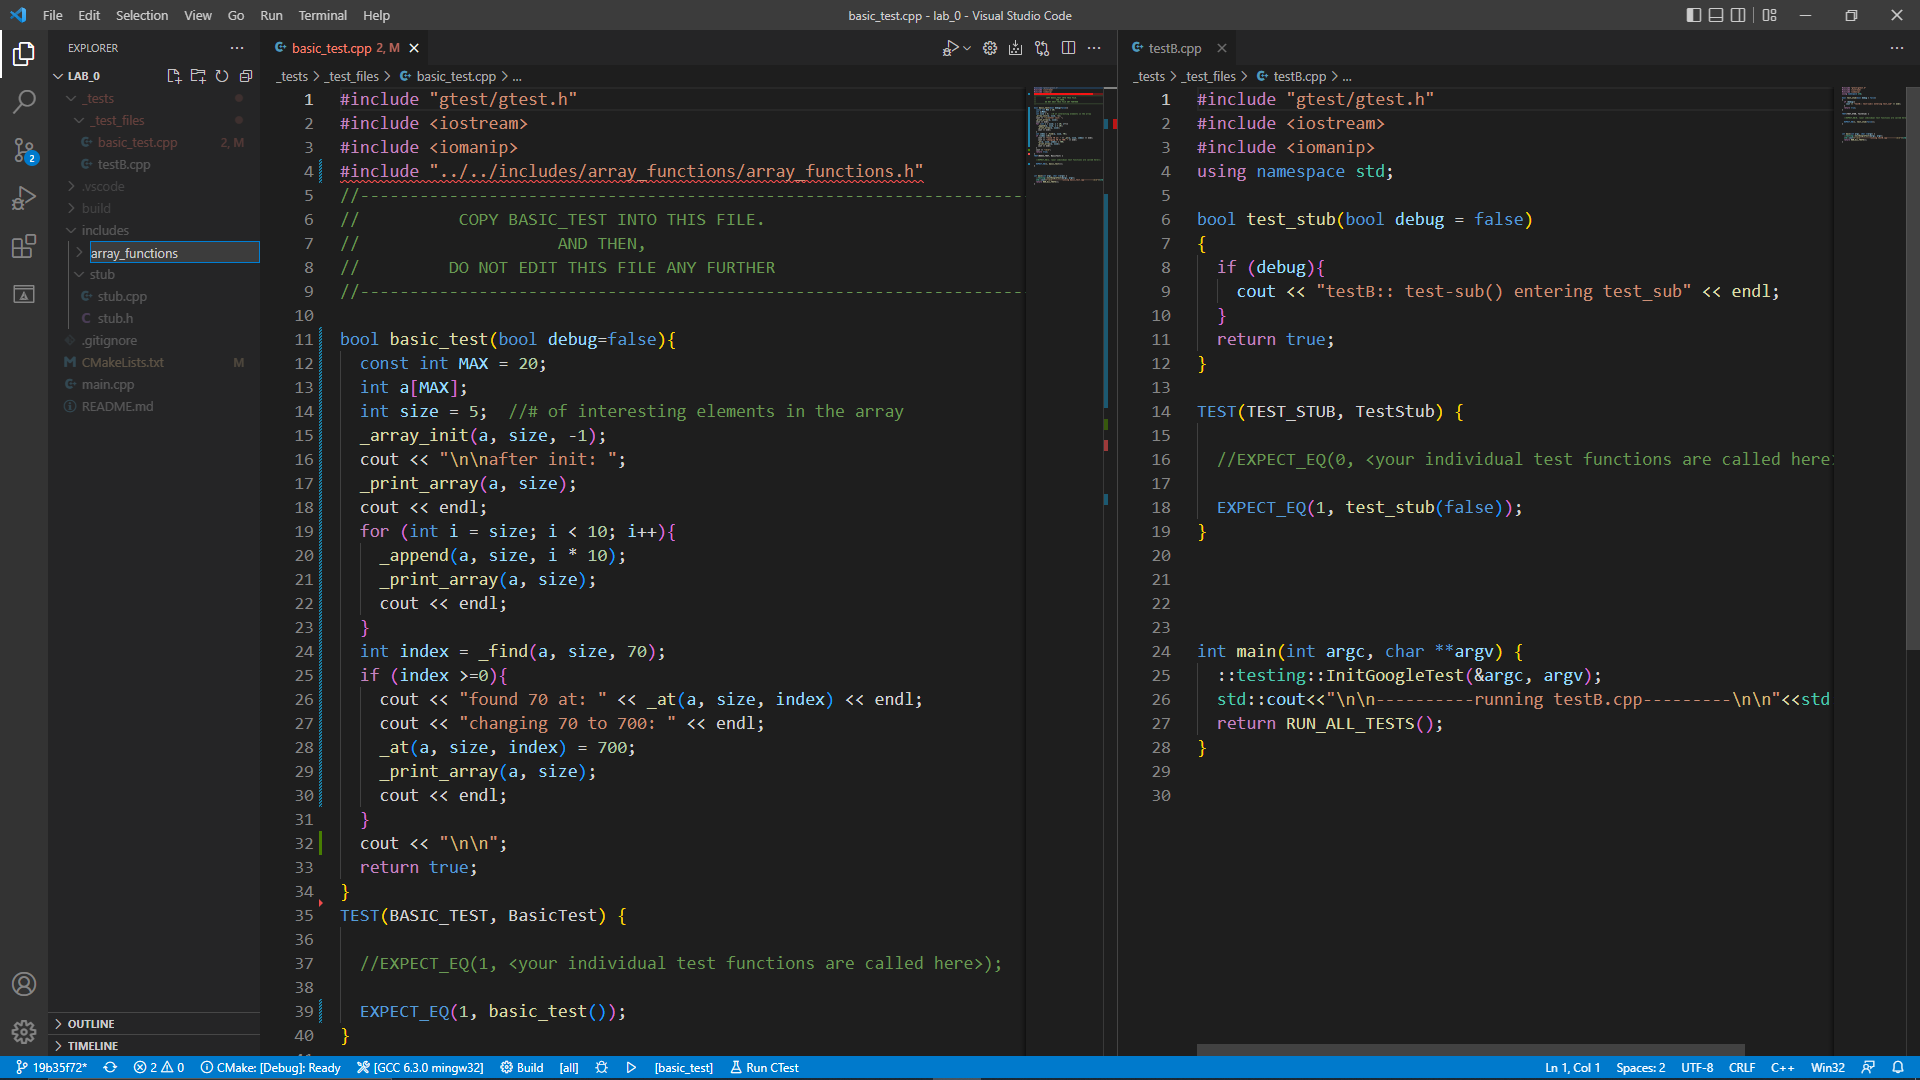 File Edit Selection View Go Run Terminal Help
basic_test.cpp - lab_0 - Visual Studio Code
EXPLORER
LAB_0
_tests
_test_files
basic_test.cpp 2, M
testB.cpp
.vscode
build
includes
array_functions
stub
stub.cpp
stub.h
.gitignore
CMakeLists.txt M
main.cpp
README.md
OUTLINE
TIMELINE
2
basic_test.cpp 2, M
_tests > _test_files > basic_test.cpp > ...
1 #include "gtest/gtest.h"
2 #include <iostream>
3 #include <iomanip>
4 #include "../../includes/array_functions/array_functions.h"
5 //-------------------------------------------------------------------
6 // COPY BASIC_TEST INTO THIS FILE.
7 // AND THEN,
8 // DO NOT EDIT THIS FILE ANY FURTHER
9 //-------------------------------------------------------------------
10
11 bool basic_test(bool debug=false){
12 const int MAX = 20;
13 int a[MAX];
14 int size = 5; //# of interesting elements in the array
15 _array_init(a, size, -1);
16 cout << "\n\nafter init: ";
17 _print_array(a, size);
18 cout << endl;
19 for (int i = size; i < 10; i++){
20 _append(a, size, i * 10);
21 _print_array(a, size);
22 cout << endl;
23 }
24 int index = _find(a, size, 70);
25 if (index >=0){
26 cout << "found 70 at: " << _at(a, size, index) << endl;
27 cout << "changing 70 to 700: " << endl;
28 _at(a, size, index) = 700;
29 _print_array(a, size);
30 cout << endl;
31 }
32 cout << "\n\n";
33 return true;
34 }
35 TEST(BASIC_TEST, BasicTest) {
36
37 //EXPECT_EQ(1, <your individual test functions are called here>);
38
39 EXPECT_EQ(1, basic_test());
40 }
testB.cpp
_tests > _test_files > testB.cpp > ...
1 #include "gtest/gtest.h"
2 #include <iostream>
3 #include <iomanip>
4 using namespace std;
5
6 bool test_stub(bool debug = false)
7 {
8 if (debug){
9 cout << "testB:: test-sub() entering test_sub" << endl;
10 }
11 return true;
12 }
13
14 TEST(TEST_STUB, TestStub) {
15
16 //EXPECT_EQ(0, <your individual test functions are called here>
17
18 EXPECT_EQ(1, test_stub(false));
19 }
20
21
22
23
24 int main(int argc, char **argv) {
25 ::testing::InitGoogleTest(&argc, argv);
26 std::cout<<"\n\n----------running testB.cpp---------\n\n"<<std
27 return RUN_ALL_TESTS();
28 }
29
30
19b35f72* 2 0 CMake: [Debug]: Ready [GCC 6.3.0 mingw32] Build [all] [basic_test] Run CTest Ln 1, Col 1 Spaces: 2 UTF-8 CRLF C++ Win32